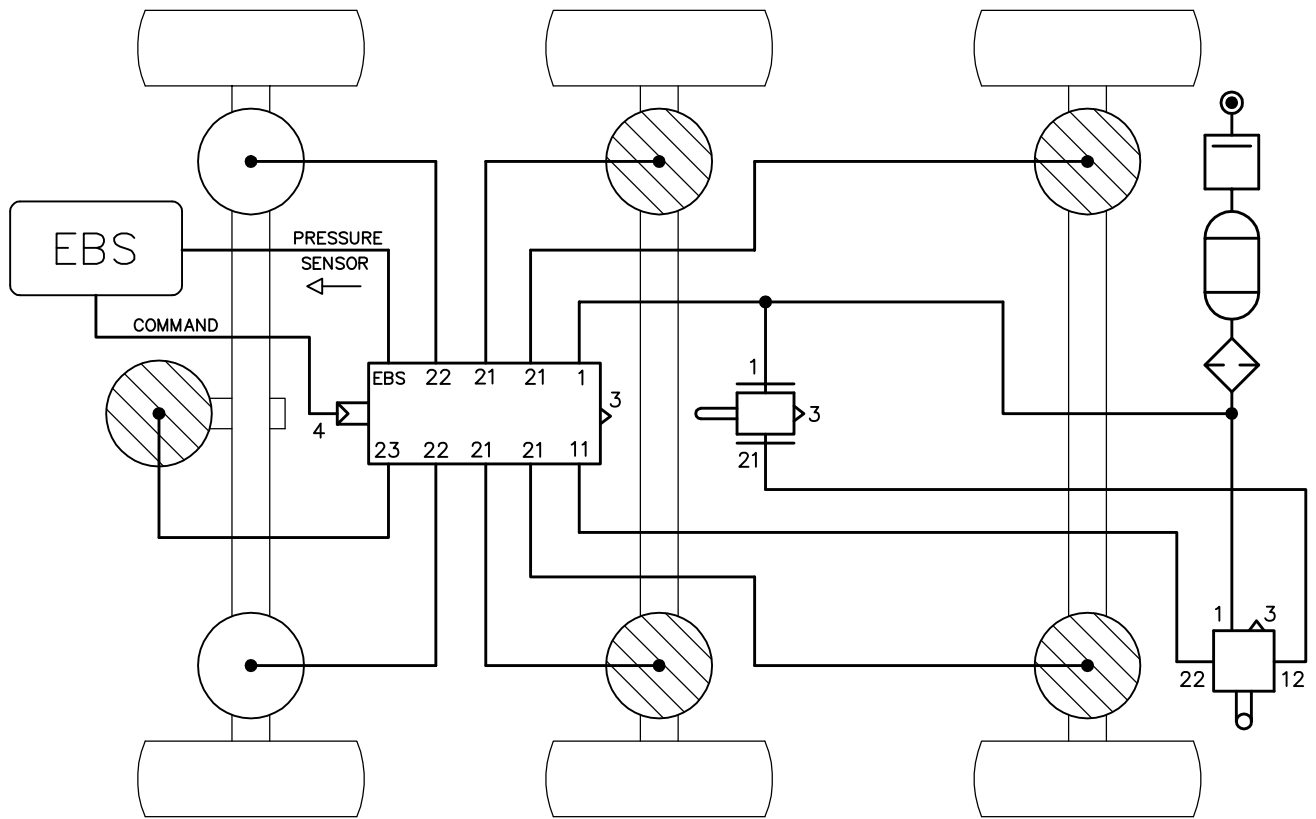 PRESSURE
EBS
SENSOR
COMMAND
1
EBS 22 21 21 1
3
3
4
23 22 21 21 11
21
1 3
22 12